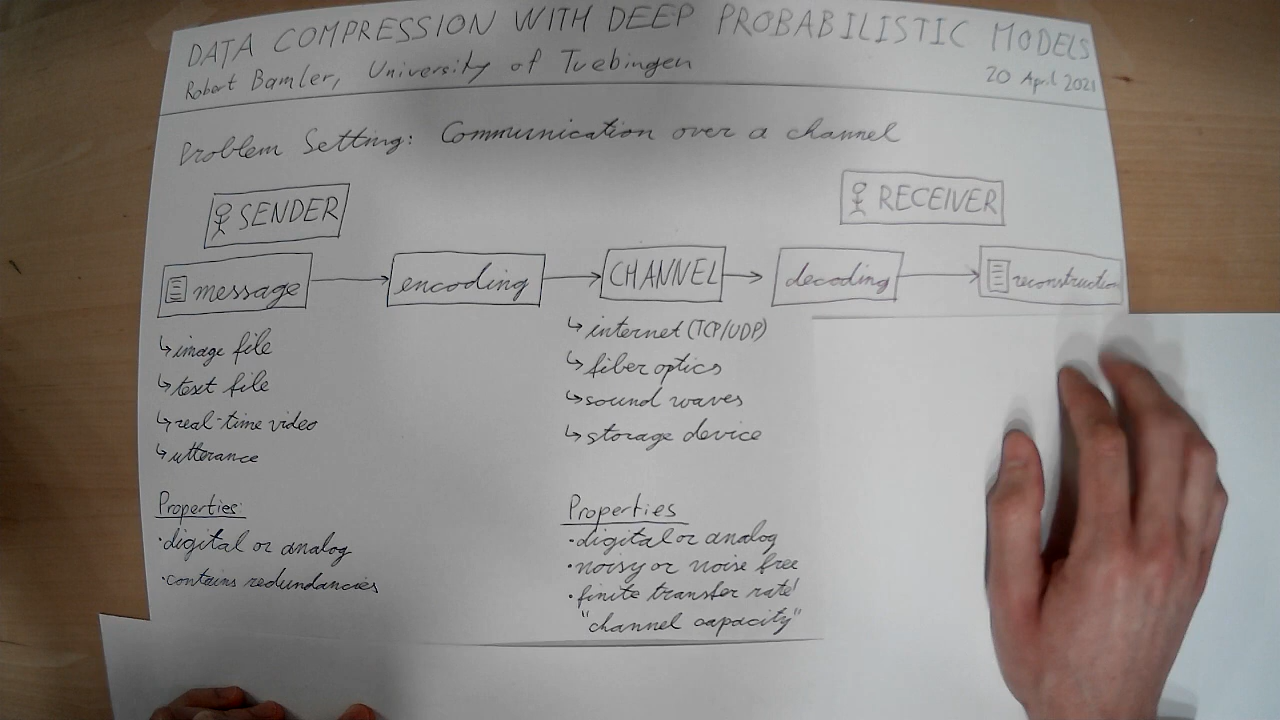 DATA COMPRESSION WITH DEEP PROBABILISTIC MODELS
Robert Bamler, University of Tuebingen
20 April 2021
Problem Setting: Communication over a channel
SENDER
RECEIVER
message
encoding
CHANNEL
decoding
reconstruction
↳ image file
↳ text file
↳ real-time video
↳ utterance
Properties:
· digital or analog
· contains redundancies
↳ internet (TCP/UDP)
↳ fiber optics
↳ sound waves
↳ storage device
Properties
· digital or analog
· noisy or noise free
· finite transfer rate
"channel capacity"